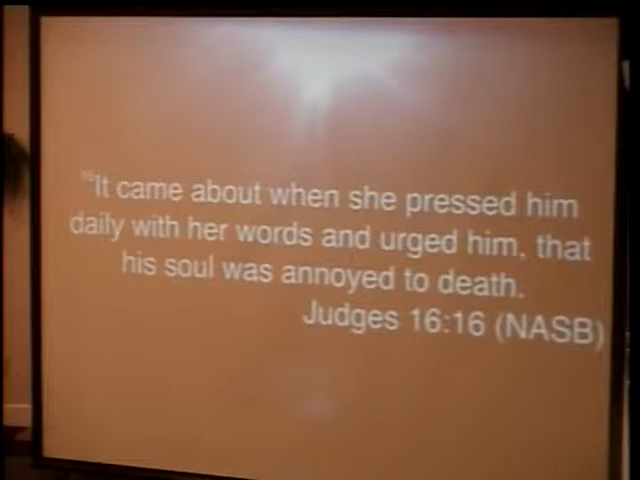 "It came about when she pressed him
daily with her words and urged him, that
his soul was annoyed to death.
Judges 16:16 (NASB)